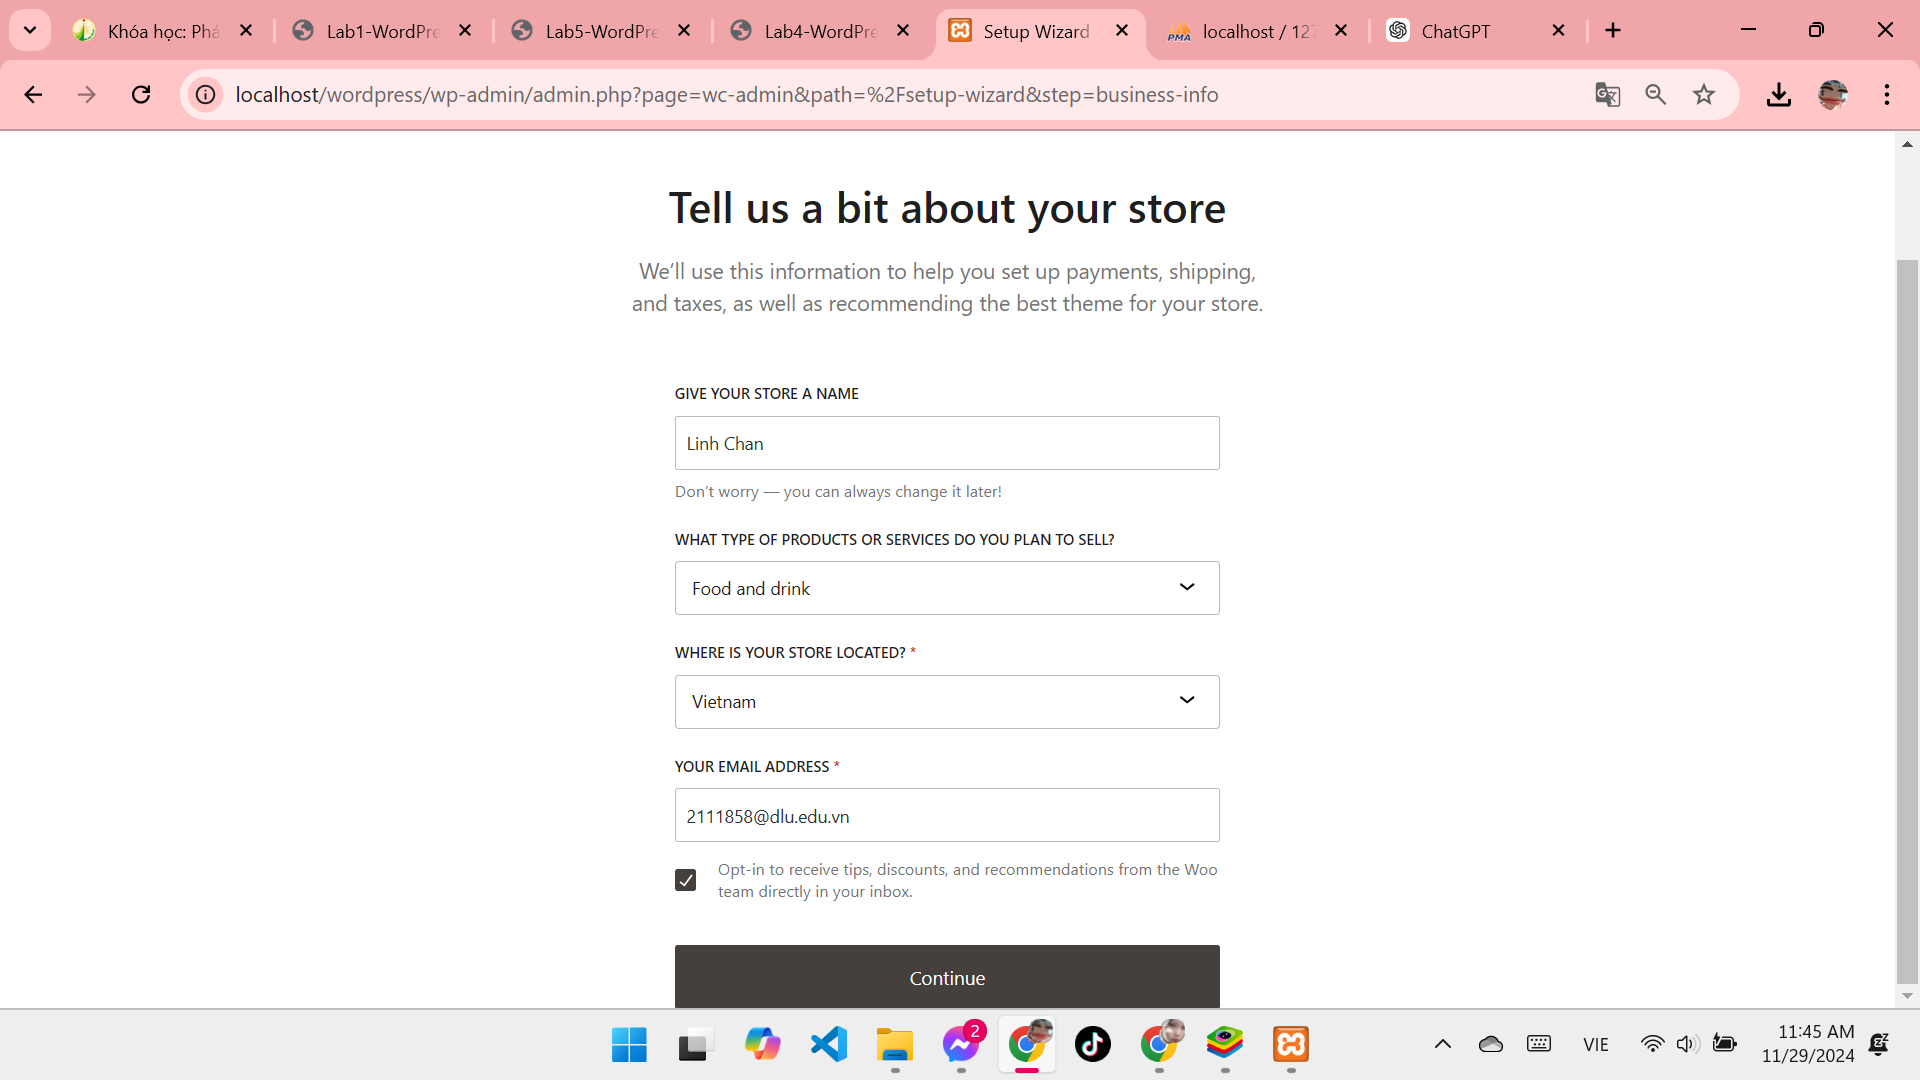 Khóa học: Phá
Lab1-WordPre
Lab5-WordPre
Lab4-WordPre
Setup Wizard
localhost / 127
ChatGPT
localhost/wordpress/wp-admin/admin.php?page=wc-admin&path=%2Fsetup-wizard&step=business-info
Tell us a bit about your store
We’ll use this information to help you set up payments, shipping,
and taxes, as well as recommending the best theme for your store.
GIVE YOUR STORE A NAME
Linh Chan
Don’t worry — you can always change it later!
WHAT TYPE OF PRODUCTS OR SERVICES DO YOU PLAN TO SELL?
Food and drink
WHERE IS YOUR STORE LOCATED? *
Vietnam
YOUR EMAIL ADDRESS *
2111858@dlu.edu.vn
Opt-in to receive tips, discounts, and recommendations from the Woo
team directly in your inbox.
Continue
2
VIE
11:45 AM
11/29/2024